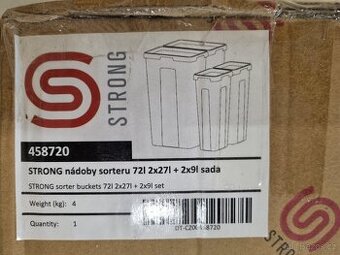 STRONG
458720
STRONG nádoby sorteru 72l 2x27l + 2x9l sada
STRONG sorter buckets 72l 2x27l + 2x9l set
Weight (kg): 4
Quantity: 1